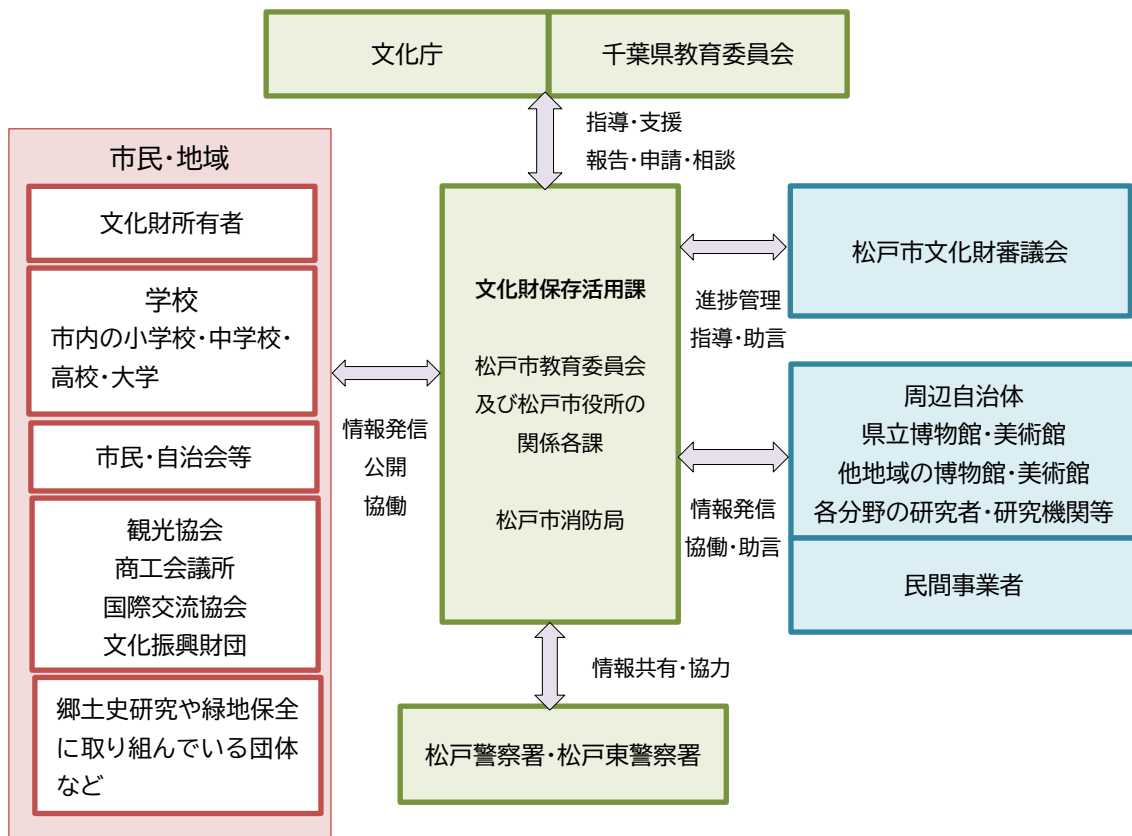 文化庁
千葉県教育委員会
指導・支援
報告・申請・相談
市民・地域
文化財所有者
学校
市内の小学校・中学校・
高校・大学
市民・自治会等
観光協会
商工会議所
国際交流協会
文化振興財団
郷土史研究や緑地保全
に取り組んでいる団体
など
情報発信
公開
協働
文化財保存活用課
松戸市教育委員会
及び松戸市役所の
関係各課
松戸市消防局
進捗管理
指導・助言
松戸市文化財審議会
情報発信
協働・助言
周辺自治体
県立博物館・美術館
他地域の博物館・美術館
各分野の研究者・研究機関等
民間事業者
情報共有・協力
松戸警察署・松戸東警察署